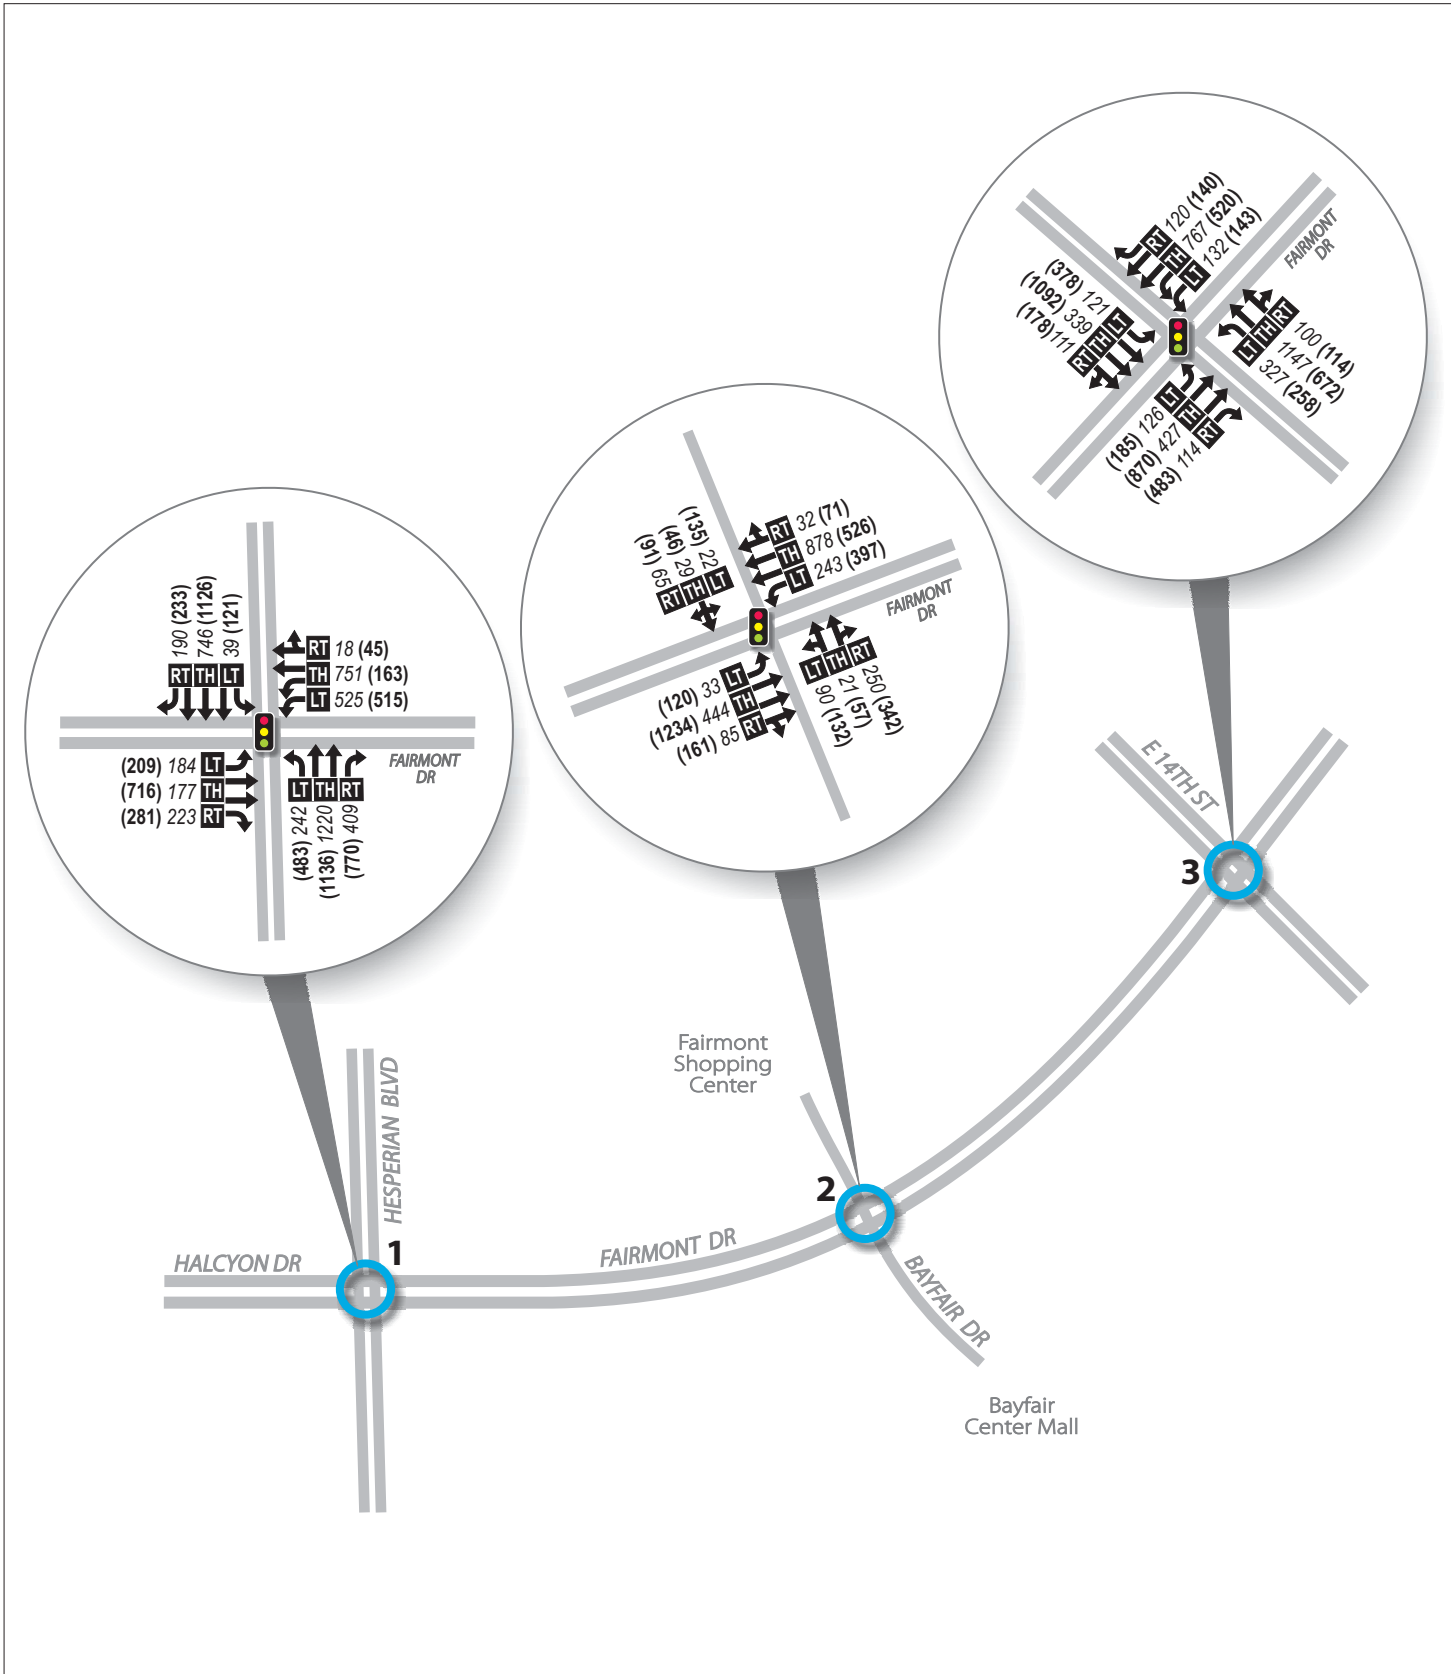 RT 120 (140)
TH 767 (520)
LT 132 (143)
FAIRMONT
DR
(378) 121 LT
(1092) 339 TH
(178) 111 RT
RT 100 (114)
TH 1147 (672)
LT 327 (258)
(185) 126 LT
(870) 427 TH
(483) 114 RT
(135) 22 LT
(46) 29 TH
(91) 65 RT
RT 32 (71)
TH 878 (526)
LT 243 (397)
FAIRMONT
DR
(120) 33 LT
(1234) 444 TH
(161) 85 RT
LT 90 (132)
TH 21 (57)
RT 250 (342)
RT 190 (233)
TH 746 (1126)
LT 39 (121)
RT 18 (45)
TH 751 (163)
LT 525 (515)
FAIRMONT
DR
(209) 184 LT
(716) 177 TH
(281) 223 RT
(483) 242 LT
(1136) 1220 TH
(770) 409 RT
E 14TH ST
3
Fairmont
Shopping
Center
HESPERIAN BLVD
2
1
HALCYON DR
FAIRMONT DR
BAYFAIR DR
Bayfair
Center Mall